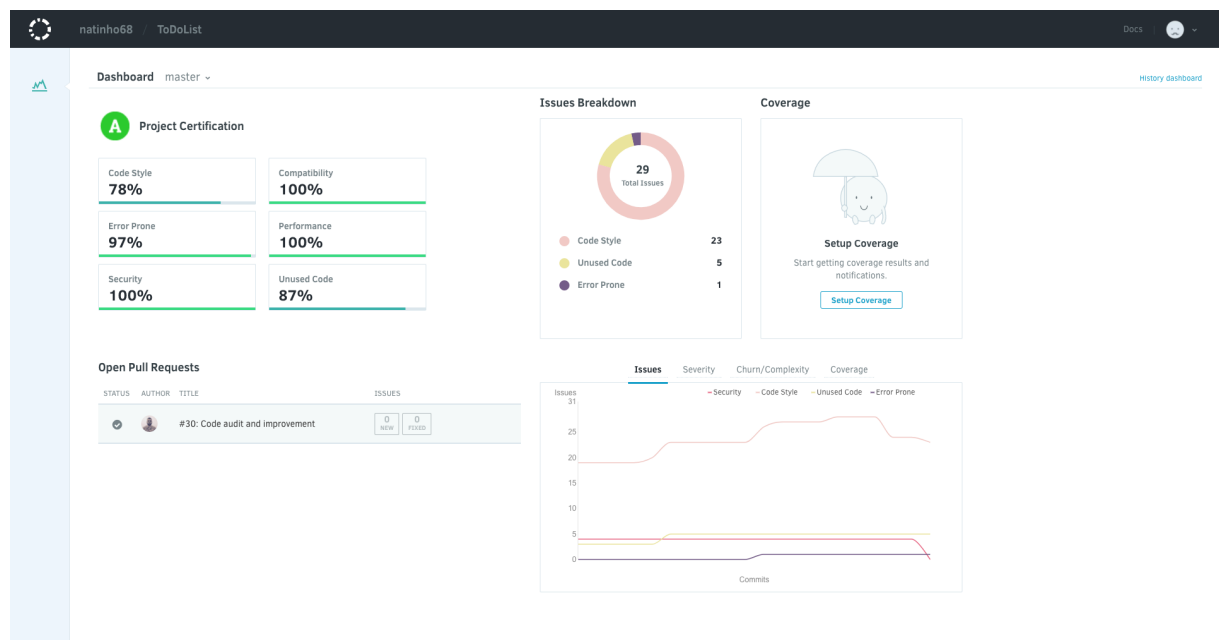 natinho68 / ToDoList
Docs
Dashboard master
History dashboard
A Project Certification
Code Style
78%
Compatibility
100%
Error Prone
97%
Performance
100%
Security
100%
Unused Code
87%
Issues Breakdown
29
Total Issues
Code Style 23
Unused Code 5
Error Prone 1
Coverage
Setup Coverage
Start getting coverage results and
notifications.
Setup Coverage
Open Pull Requests
STATUS AUTHOR TITLE ISSUES
#30: Code audit and improvement
0 NEW
0 FIXED
Issues Severity Churn/Complexity Coverage
Issues
Security Code Style Unused Code Error Prone
31
25
20
15
10
5
0
Commits